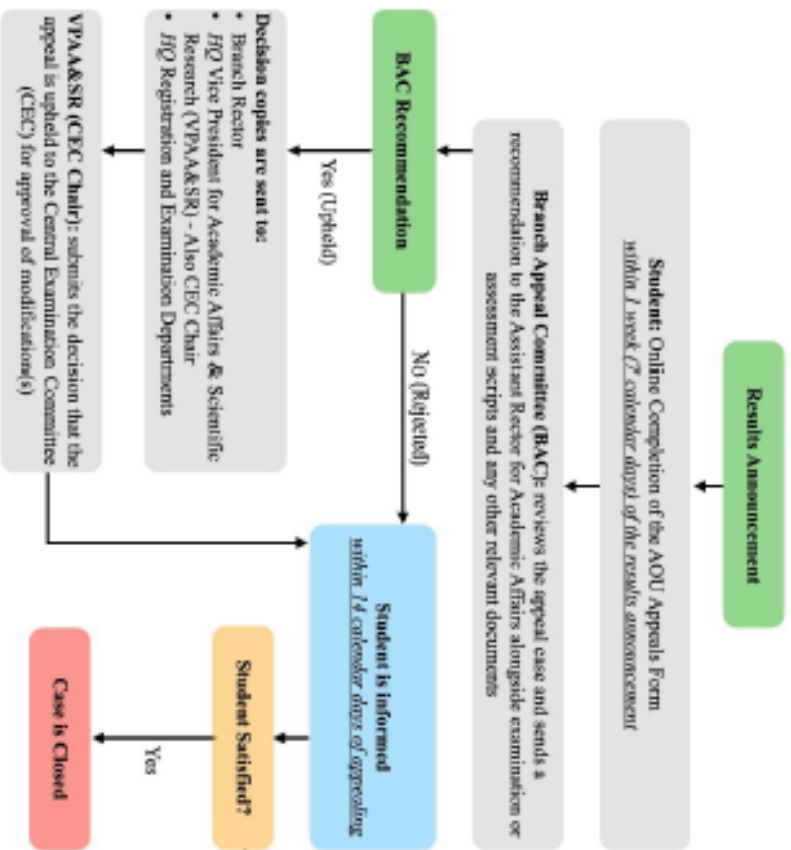 Results Announcement
Student: Online Completion of the AOU Appeals Form
within 1 week (7 calendar days) of the results announcement
Branch Appeal Committee (BAC): reviews the appeal case and sends a
recommendation to the Assistant Rector for Academic Affairs alongside examination or
assessment scripts and any other relevant documents
BAC Recommendation
No (Rejected)
Yes (Upheld)
Decision copies are sent to:
• Branch Rector
• HQ Vice President for Academic Affairs & Scientific
Research (VPAA&SR) - Also CEC Chair
• HQ Registration and Examination Departments
VPAA&SR (CEC Chair): submits the decision that the
appeal is upheld to the Central Examination Committee
(CEC) for approval of modifications(s)
Student is informed
within 14 calendar days of appealing
Student Satisfied?
Yes
Case is Closed